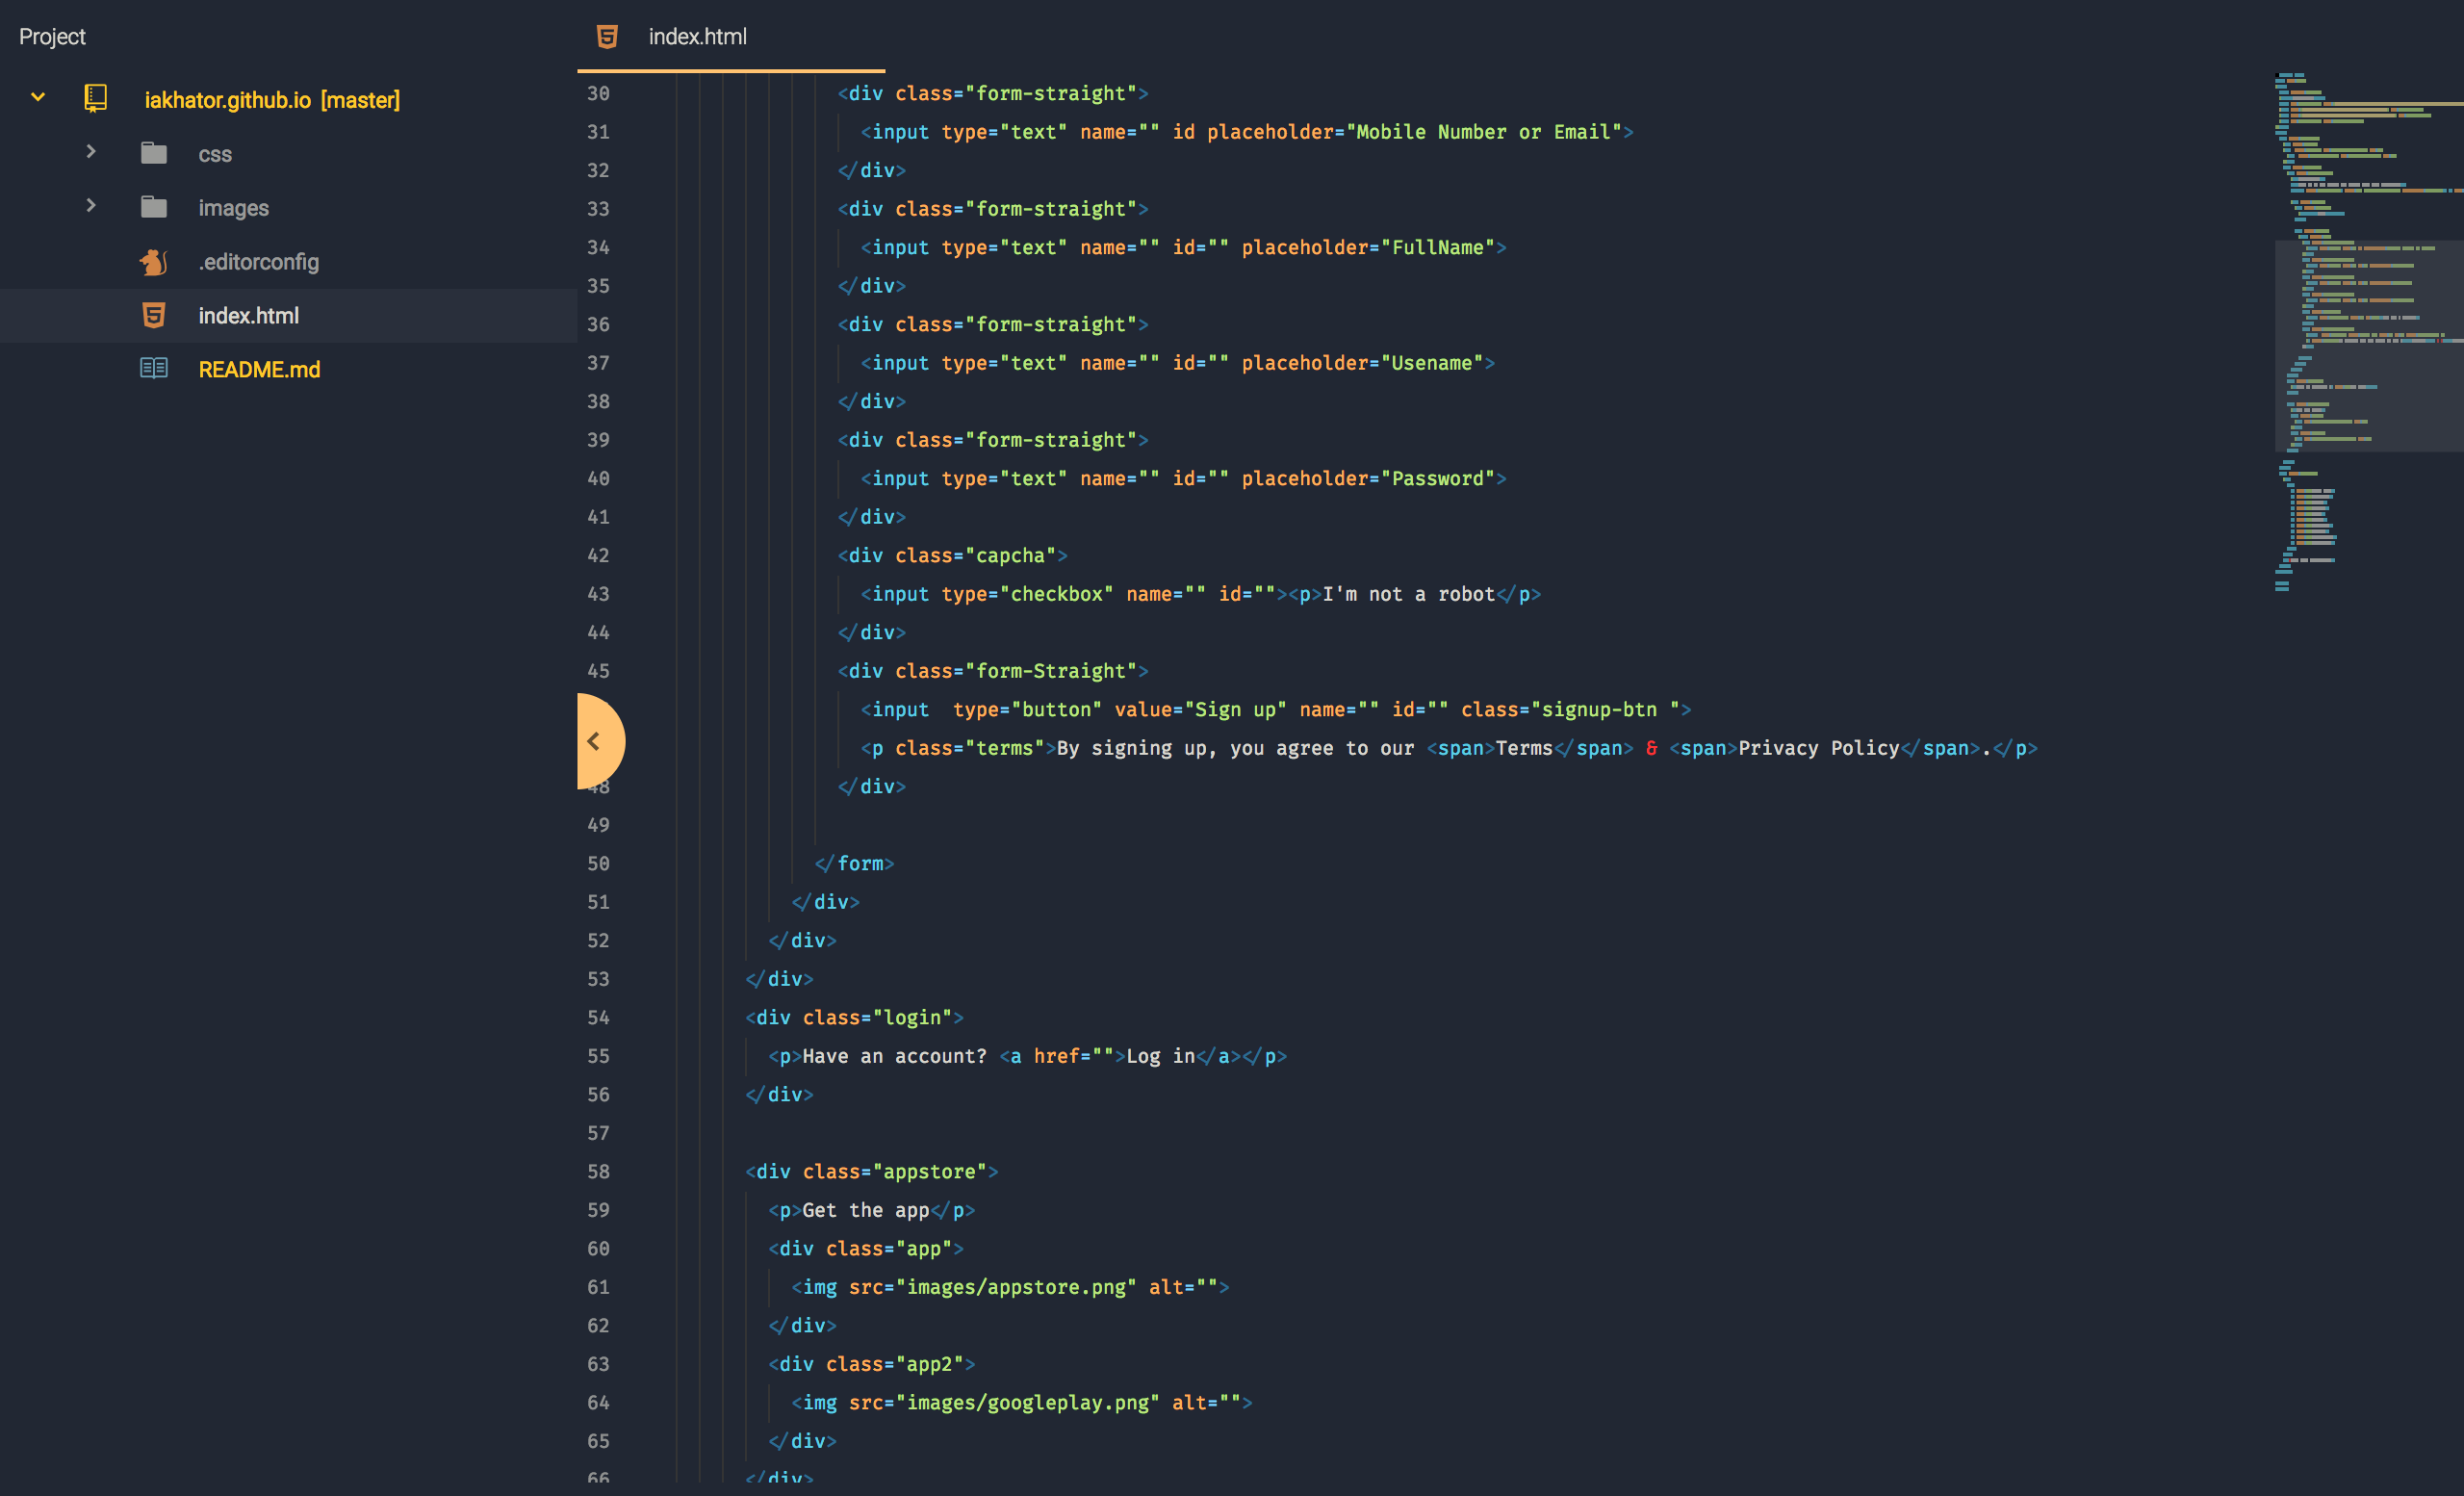 Project
iakhator.github.io [master]
css
images
.editorconfig
index.html
README.md
index.html
30 <div class="form-straight">
31 <input type="text" name="" id placeholder="Mobile Number or Email">
32 </div>
33 <div class="form-straight">
34 <input type="text" name="" id="" placeholder="FullName">
35 </div>
36 <div class="form-straight">
37 <input type="text" name="" id="" placeholder="Usename">
38 </div>
39 <div class="form-straight">
40 <input type="text" name="" id="" placeholder="Password">
41 </div>
42 <div class="capcha">
43 <input type="checkbox" name="" id=""><p>I'm not a robot</p>
44 </div>
45 <div class="form-Straight">
<input  type="button" value="Sign up" name="" id="" class="signup-btn ">
<p class="terms">By signing up, you agree to our <span>Terms</span> & <span>Privacy Policy</span>.</p>
48 </div>
49
50 </form>
51 </div>
52 </div>
53 </div>
54 <div class="login">
55 <p>Have an account? <a href="">Log in</a></p>
56 </div>
57
58 <div class="appstore">
59 <p>Get the app</p>
60 <div class="app">
61 <img src="images/appstore.png" alt="">
62 </div>
63 <div class="app2">
64 <img src="images/googleplay.png" alt="">
65 </div>
66 </div>